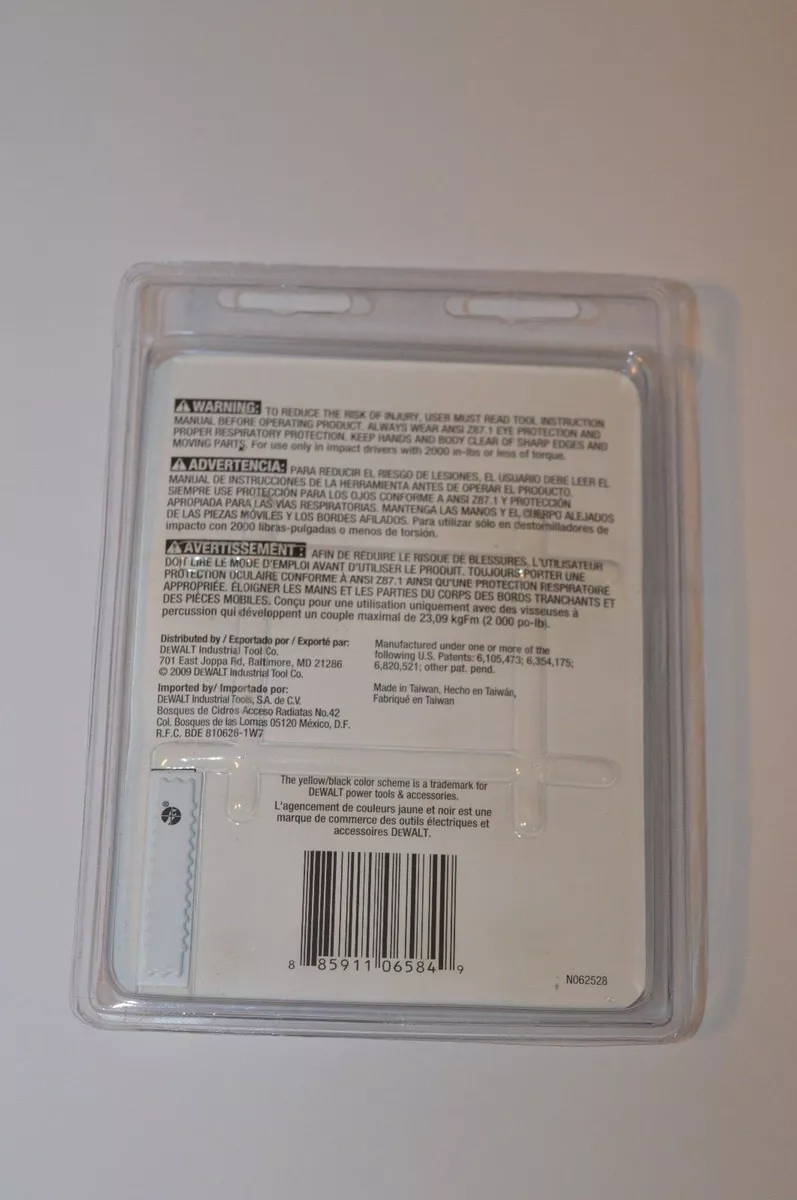 WARNING: TO REDUCE THE RISK OF INJURY, USER MUST READ TOOL INSTRUCTION
MANUAL BEFORE OPERATING PRODUCT. ALWAYS WEAR ANSI Z87.1 EYE PROTECTION AND
PROPER RESPIRATORY PROTECTION. KEEP HANDS AND BODY CLEAR OF SHARP EDGES AND
MOVING PARTS. For use only in impact drivers with 2000 in-lbs or less of torque.
ADVERTENCIA: PARA REDUCIR EL RIESGO DE LESIONES, EL USUARIO DEBE LEER EL
MANUAL DE INSTRUCCIONES DE LA HERRAMIENTA ANTES DE OPERAR EL PRODUCTO.
SIEMPRE USE PROTECCIÓN PARA LOS OJOS CONFORME A ANSI Z87.1 Y PROTECCIÓN
APROPIADA PARA LAS VÍAS RESPIRATORIAS. MANTENGA LAS MANOS Y EL CUERPO ALEJADOS
DE LAS PIEZAS MÓVILES Y LOS BORDES AFILADOS. Para utilizar sólo en destornilladores de
impacto con 2000 libras-pulgadas o menos de torsión.
AVERTISSEMENT : AFIN DE RÉDUIRE LE RISQUE DE BLESSURES, L'UTILISATEUR
DOIT LIRE LE MODE D'EMPLOI AVANT D'UTILISER LE PRODUIT. TOUJOURS PORTER UNE
PROTECTION OCULAIRE CONFORME À ANSI Z87.1 AINSI QU'UNE PROTECTION RESPIRATOIRE
APPROPRIÉE. ÉLOIGNER LES MAINS ET LES PARTIES DU CORPS DES BORDS TRANCHANTS ET
DES PIÈCES MOBILES. Conçu pour une utilisation uniquement avec des visseuses à
percussion qui développent un couple maximal de 23,09 kgFm (2 000 po-lb).
Distributed by / Exportado por / Exporté par:
DEWALT Industrial Tool Co.
701 East Joppa Rd, Baltimore, MD 21286
© 2009 DEWALT Industrial Tool Co.
Imported by/ Importado por:
DEWALT Industrial Tools, S.A. de C.V.
Bosques de Cidros Acceso Radiatas No.42
Col. Bosques de las Lomas 05120 México, D.F.
R.F.C. BDE 810626-1W7
Manufactured under one or more of the
following U.S. Patents: 6,105,473; 6,354,175;
6,820,521; other pat. pend.
Made in Taiwan, Hecho en Taiwán,
Fabriqué en Taiwan
The yellow/black color scheme is a trademark for
DEWALT power tools & accessories.
L'agencement de couleurs jaune et noir est une
marque de commerce des outils électriques et
accessoires DEWALT.
8 85911 06584 9
N062528